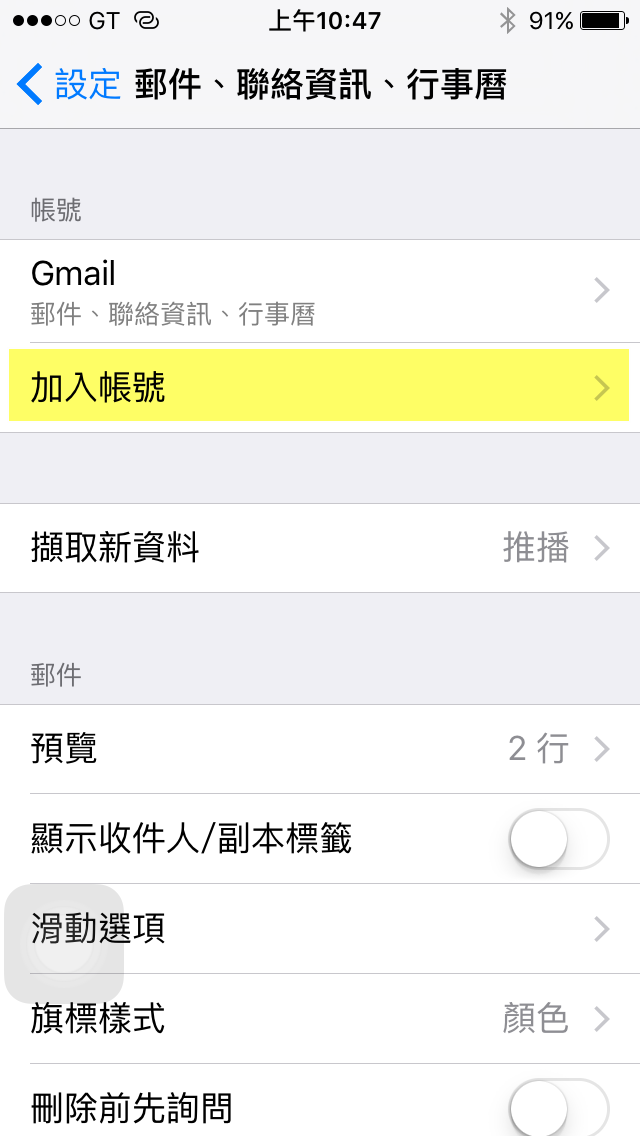 GT 上午10:47 91%
設定 郵件、聯絡資訊、行事曆
帳號
Gmail
郵件、聯絡資訊、行事曆
加入帳號
擷取新資料 推播
郵件
預覽 2 行
顯示收件人/副本標籤
滑動選項
旗標樣式 顏色
刪除前先詢問